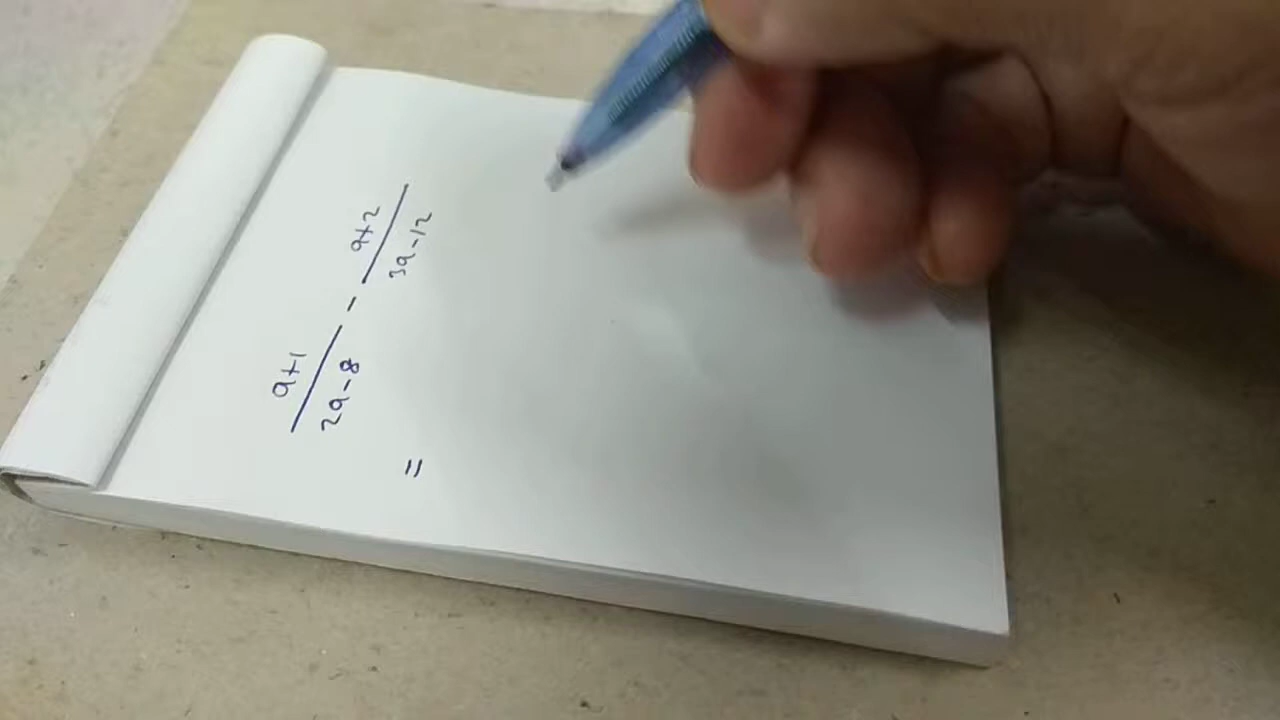 a+1/2a-8 - a+2/3a-12
=